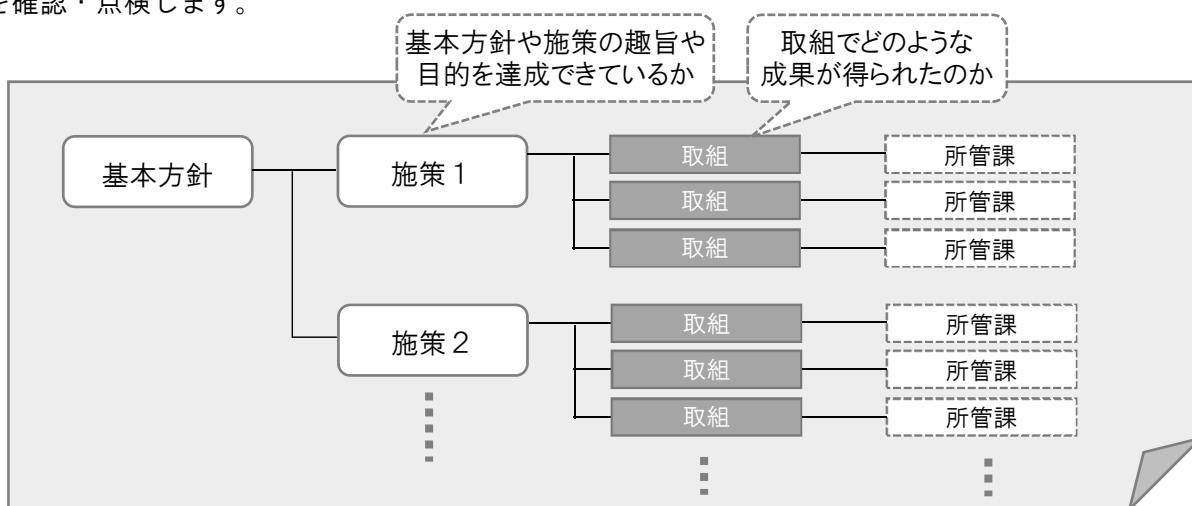 を確認・点検します。
基本方針や施策の趣旨や
目的を達成できているか
取組でどのような
成果が得られたのか
基本方針
施策１
取組
所管課
取組
所管課
取組
所管課
施策２
取組
所管課
取組
所管課
取組
所管課